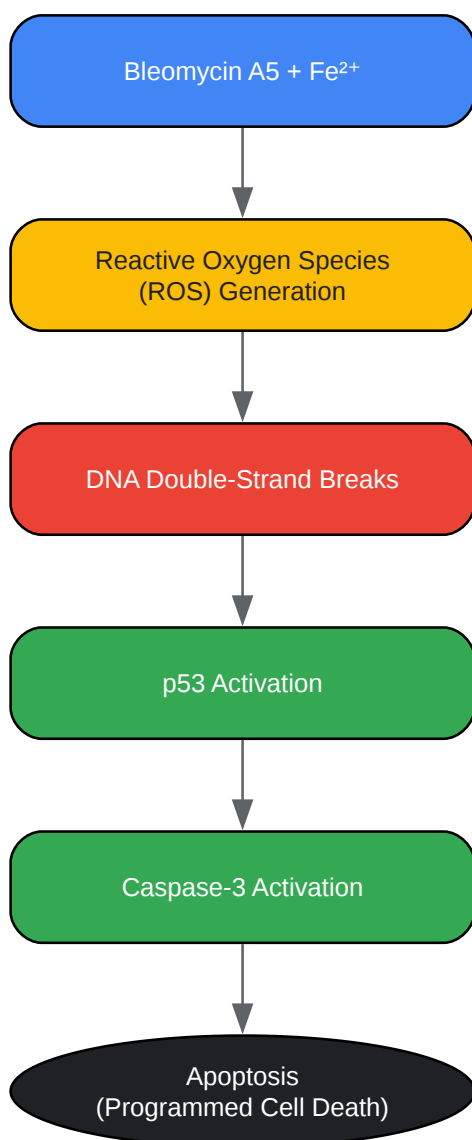 Bleomycin A5 + Fe²⁺
Reactive Oxygen Species
(ROS) Generation
DNA Double-Strand Breaks
p53 Activation
Caspase-3 Activation
Apoptosis
(Programmed Cell Death)